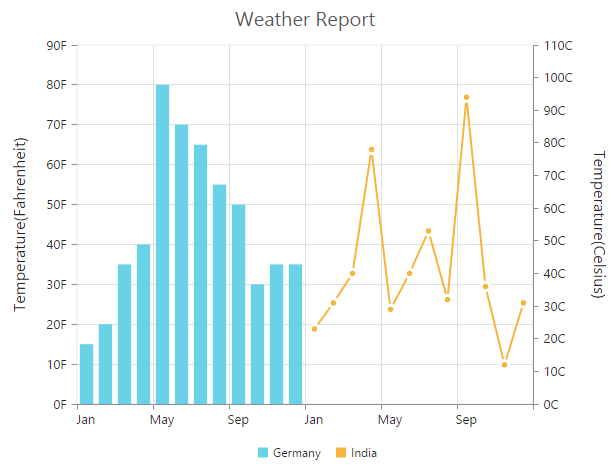 Weather Report
Temperature(Fahrenheit)
90F
80F
70F
60F
50F
40F
30F
20F
10F
0F
110C
100C
90C
80C
70C
60C
50C
40C
30C
20C
10C
0C
Temperature(Celsius)
Jan May Sep Jan May Sep
Germany India